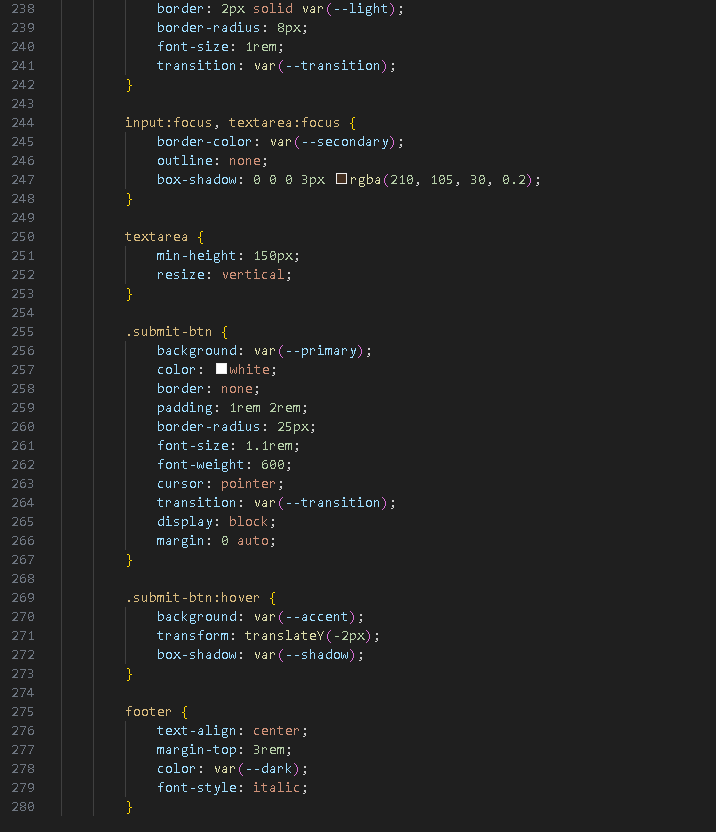 238 border: 2px solid var(--light);
239 border-radius: 8px;
240 font-size: 1rem;
241 transition: var(--transition);
242 }
243
244 input:focus, textarea:focus {
245 border-color: var(--secondary);
246 outline: none;
247 box-shadow: 0 0 0 3px rgba(210, 105, 30, 0.2);
248 }
249
250 textarea {
251 min-height: 150px;
252 resize: vertical;
253 }
254
255 .submit-btn {
256 background: var(--primary);
257 color: white;
258 border: none;
259 padding: 1rem 2rem;
260 border-radius: 25px;
261 font-size: 1.1rem;
262 font-weight: 600;
263 cursor: pointer;
264 transition: var(--transition);
265 display: block;
266 margin: 0 auto;
267 }
268
269 .submit-btn:hover {
270 background: var(--accent);
271 transform: translateY(-2px);
272 box-shadow: var(--shadow);
273 }
274
275 footer {
276 text-align: center;
277 margin-top: 3rem;
278 color: var(--dark);
279 font-style: italic;
280 }